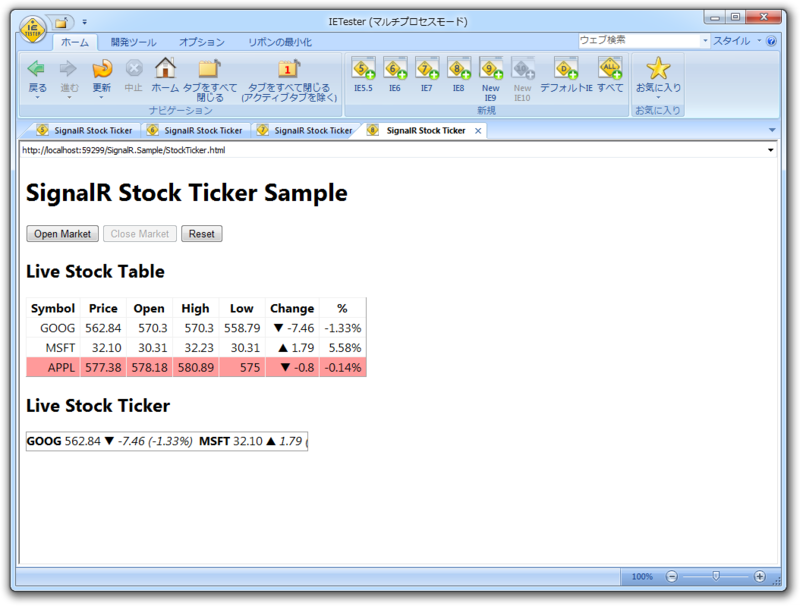 IETester (マルチプロセスモード)
IE TESTER
ホーム 開発ツール オプション リボンの最小化 ウェブ検索 スタイル
戻る 進む 更新 中止 ホーム タブをすべて閉じる タブをすべて閉じる (アクティブタブを除く) IE5.5 IE6 IE7 IE8 New IE9 New IE10 デフォルトIE すべて お気に入り
ナビゲーション 新規 お気に入り
SignalR Stock Ticker SignalR Stock Ticker SignalR Stock Ticker SignalR Stock Ticker
http://localhost:59299/SignalR.Sample/StockTicker.html
SignalR Stock Ticker Sample
Open Market Close Market Reset
Live Stock Table
Symbol Price Open High Low Change %
GOOG 562.84 570.3 570.3 558.79 ▼ -7.46 -1.33%
MSFT 32.10 30.31 32.23 30.31 ▲ 1.79 5.58%
APPL 577.38 578.18 580.89 575 ▼ -0.8 -0.14%
Live Stock Ticker
GOOG 562.84 ▼ -7.46 (-1.33%) MSFT 32.10 ▲ 1.79 (
100%